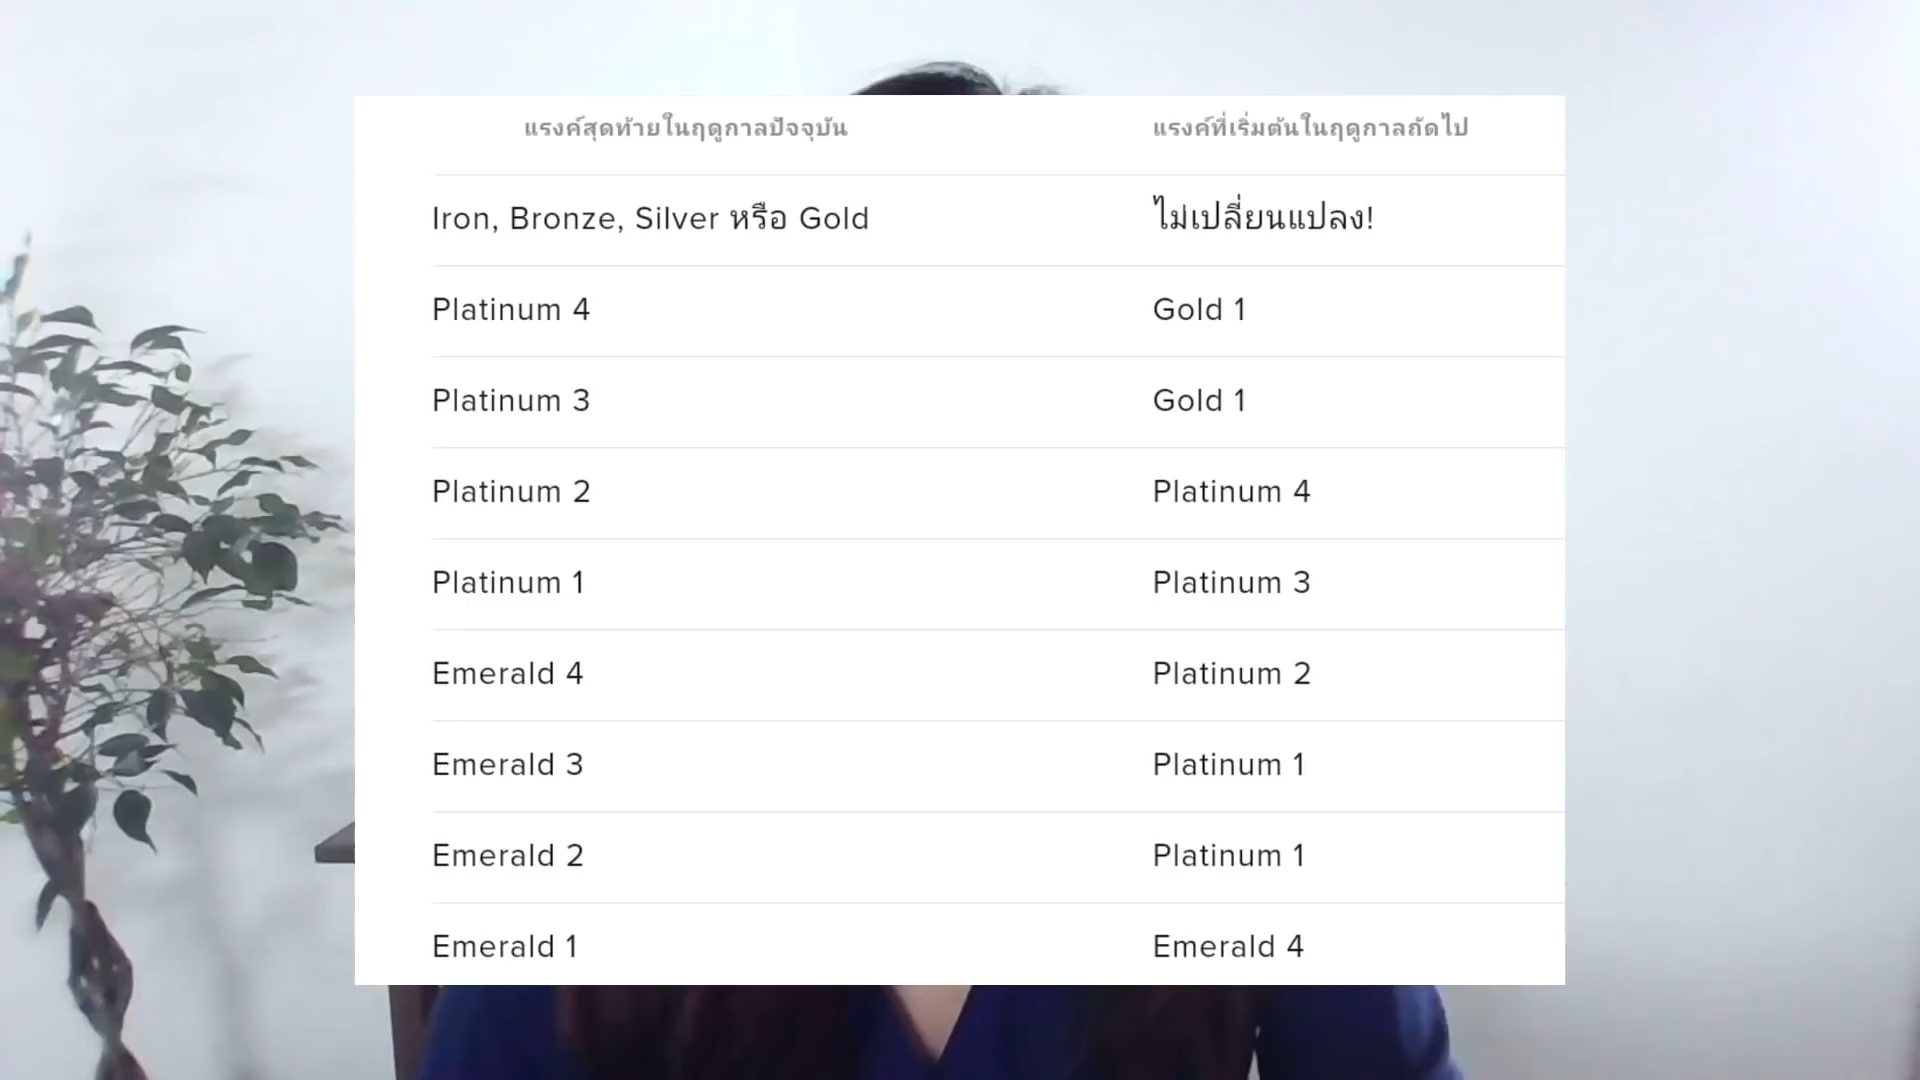 แรงค์สุดท้ายในฤดูกาลปัจจุบัน แรงค์ที่เริ่มต้นในฤดูกาลถัดไป
Iron, Bronze, Silver หรือ Gold ไม่เปลี่ยนแปลง!
Platinum 4 Gold 1
Platinum 3 Gold 1
Platinum 2 Platinum 4
Platinum 1 Platinum 3
Emerald 4 Platinum 2
Emerald 3 Platinum 1
Emerald 2 Platinum 1
Emerald 1 Emerald 4